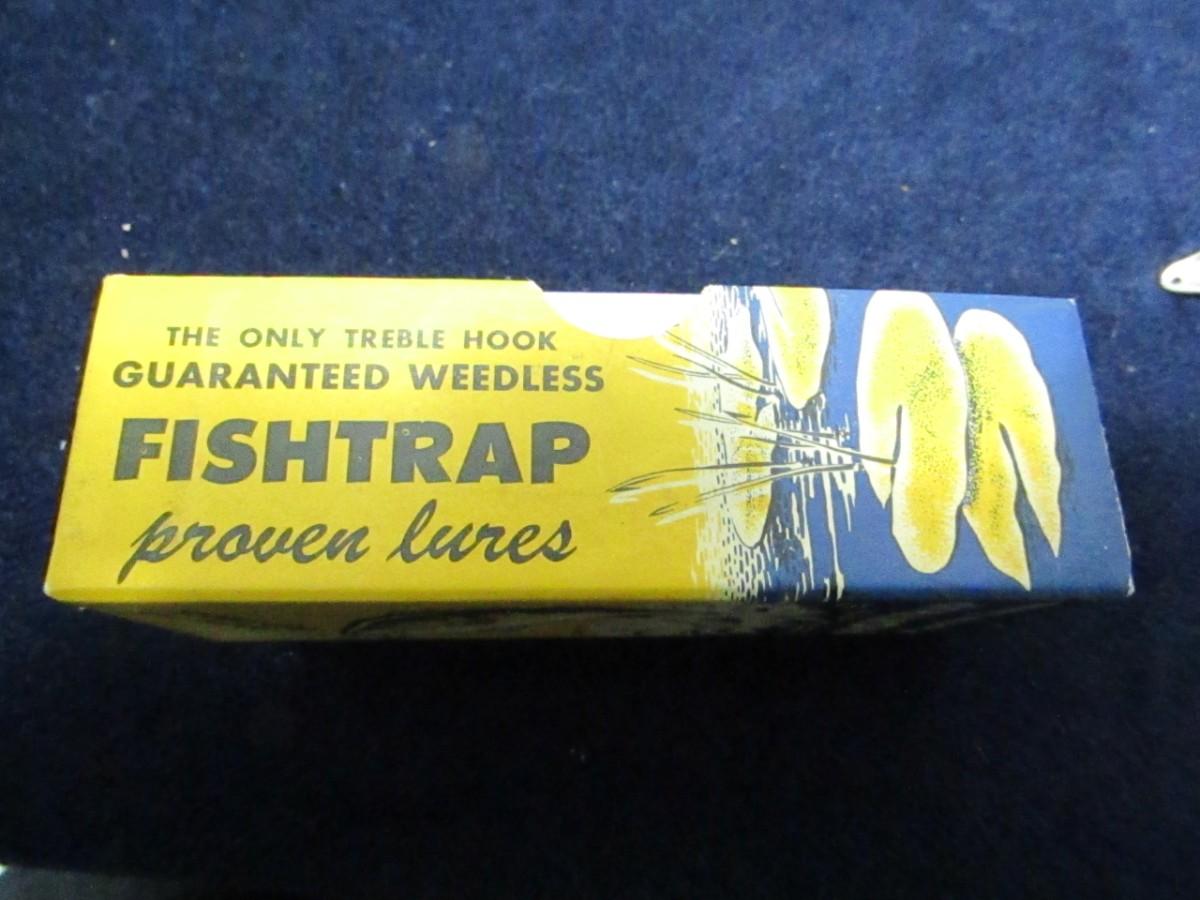 THE ONLY TREBLE HOOK
GUARANTEED WEEDLESS
FISHTRAP
proven lures